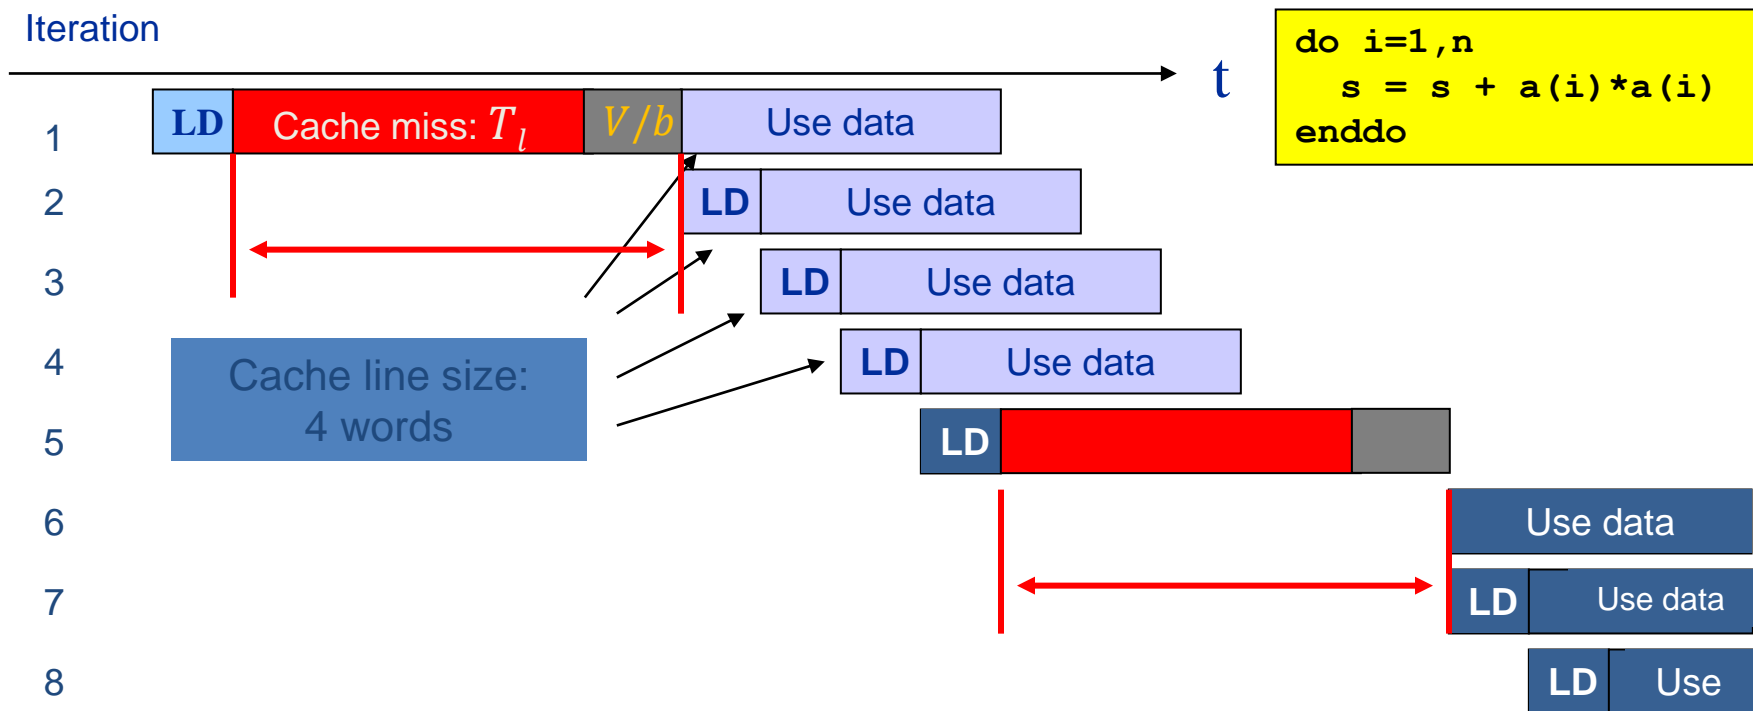 Iteration
t
do i=1,n
s = s + a(i)*a(i)
enddo
1 LD Cache miss: T_l V/b Use data
2 LD Use data
3 LD Use data
4 LD Use data
Cache line size:
4 words
5 LD
6 Use data
7 LD Use data
8 LD Use